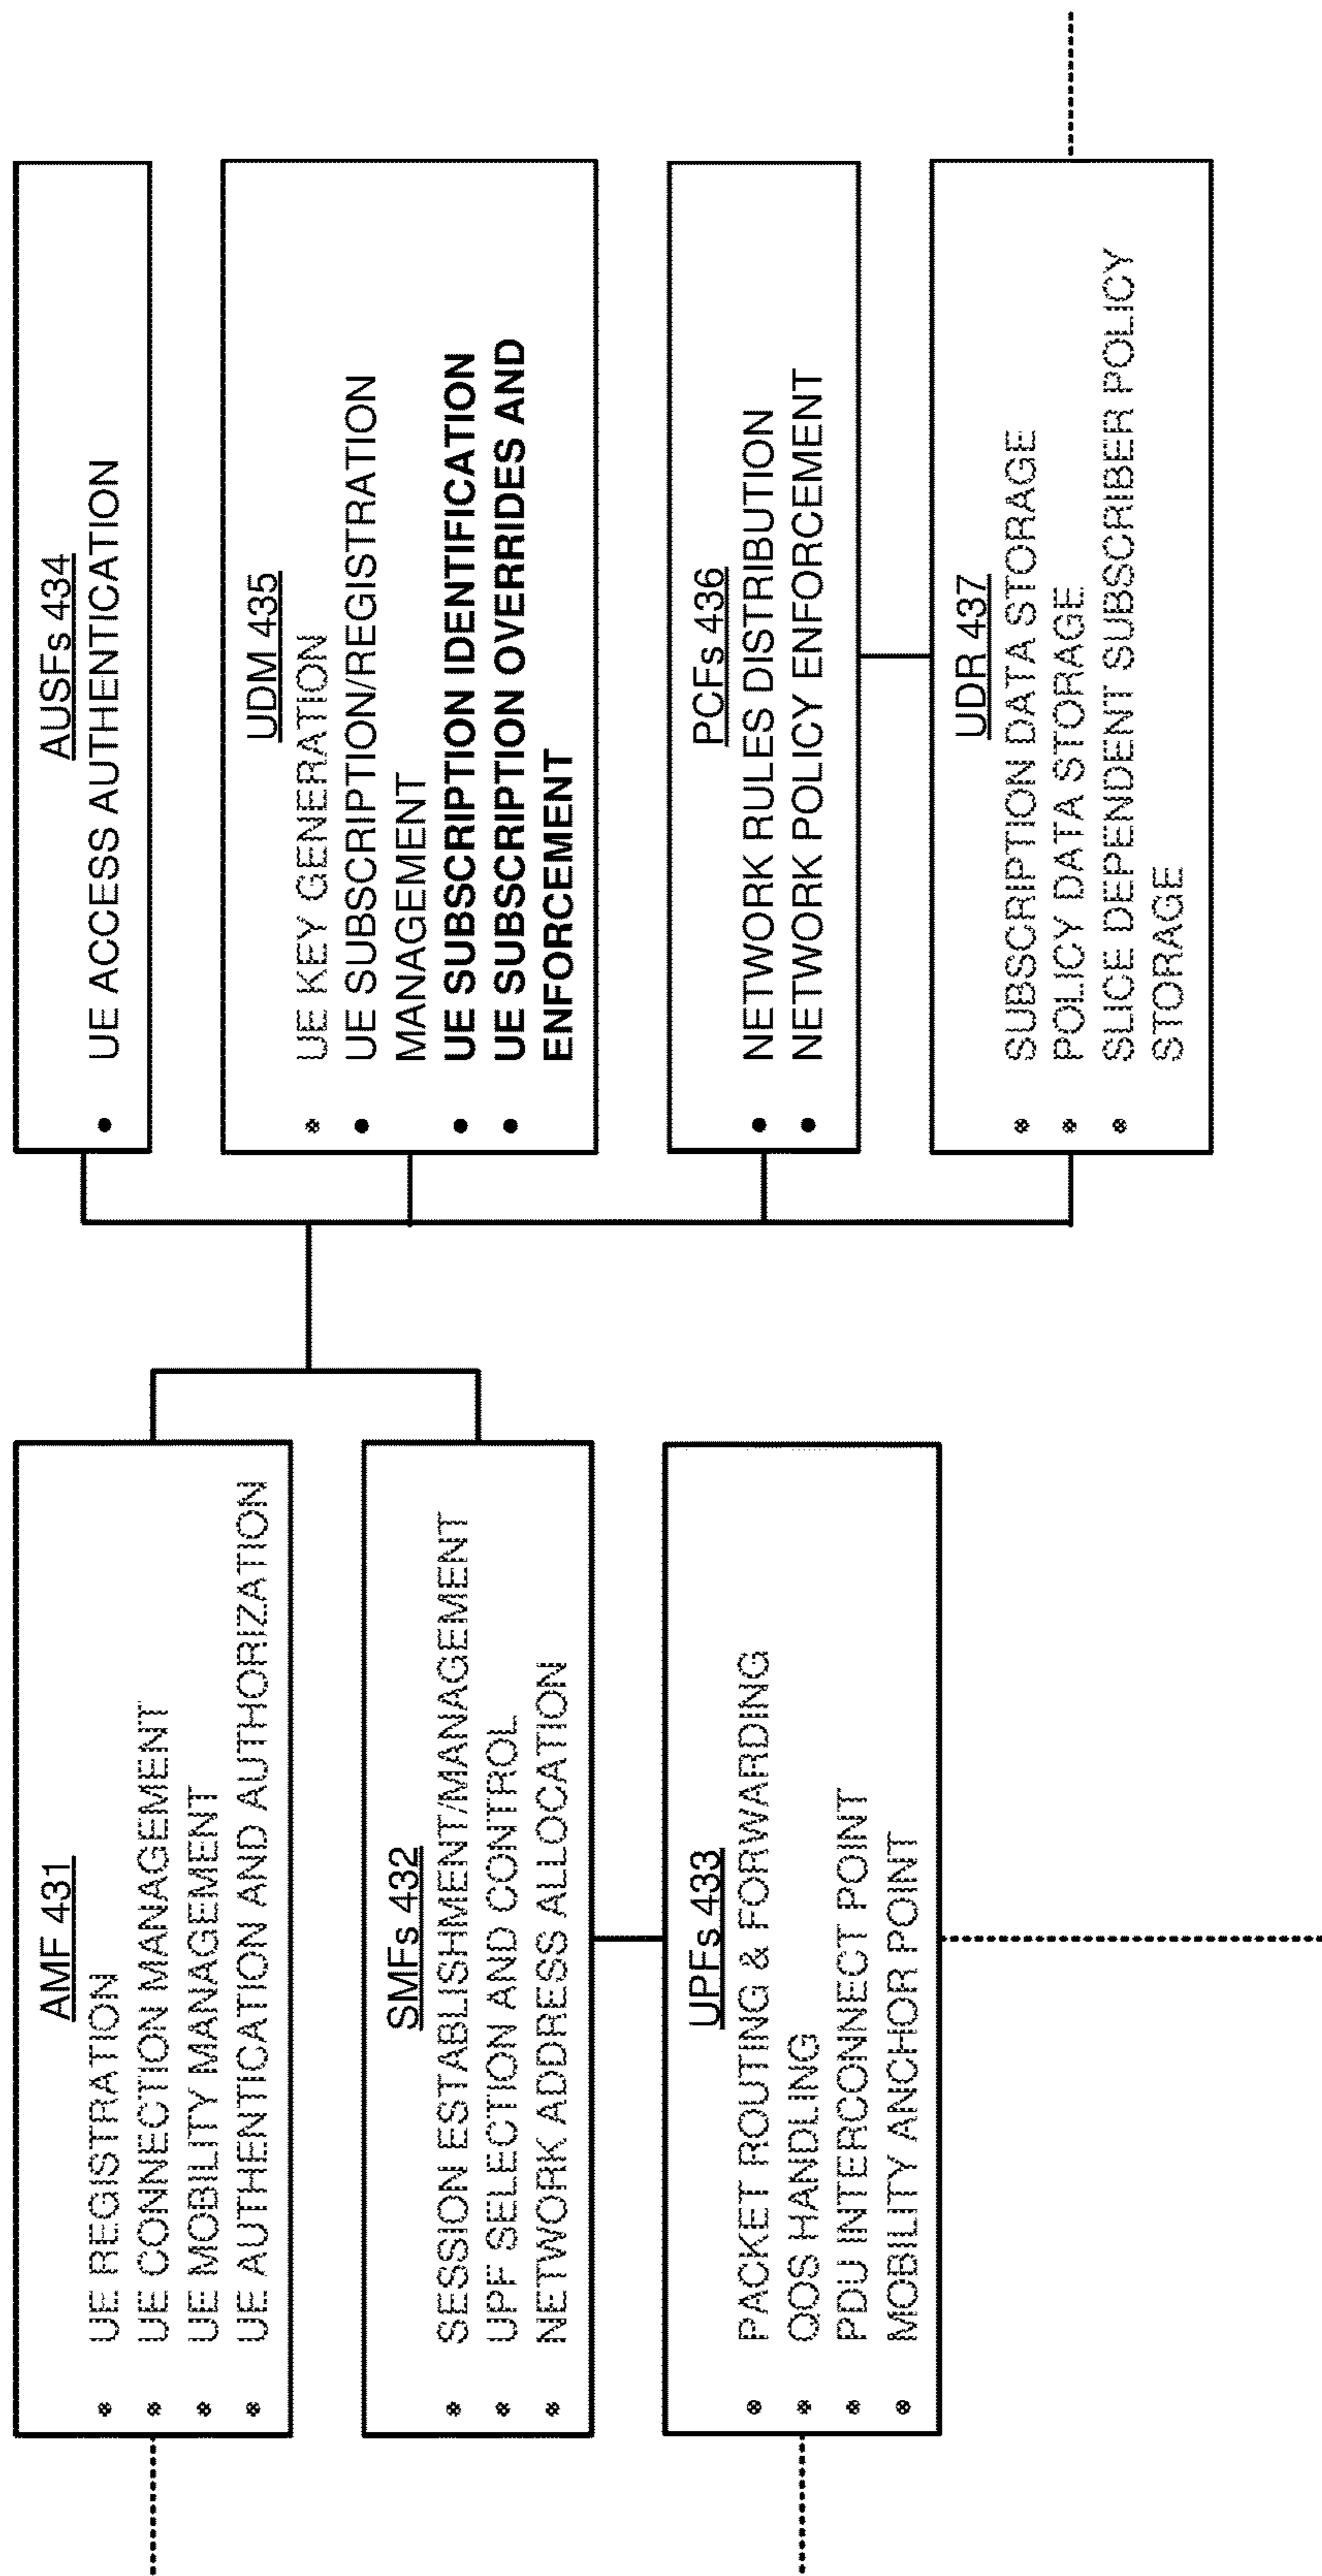 AMF 431
• UE REGISTRATION
• UE CONNECTION MANAGEMENT
• UE MOBILITY MANAGEMENT
• UE AUTHENTICATION AND AUTHORIZATION
SMFs 432
• SESSION ESTABLISHMENT/MANAGEMENT
• UPF SELECTION AND CONTROL
• NETWORK ADDRESS ALLOCATION
UPFs 433
• PACKET ROUTING & FORWARDING
• QOS HANDLING
• PDU INTERCONNECT POINT
• MOBILITY ANCHOR POINT
AUSFs 434
• UE ACCESS AUTHENTICATION
UDM 435
• UE KEY GENERATION
• UE SUBSCRIPTION/REGISTRATION
MANAGEMENT
• UE SUBSCRIPTION IDENTIFICATION
• UE SUBSCRIPTION OVERRIDES AND
ENFORCEMENT
PCFs 436
• NETWORK RULES DISTRIBUTION
• NETWORK POLICY ENFORCEMENT
UDR 437
• SUBSCRIPTION DATA STORAGE
• POLICY DATA STORAGE
• SLICE DEPENDENT SUBSCRIBER POLICY
STORAGE